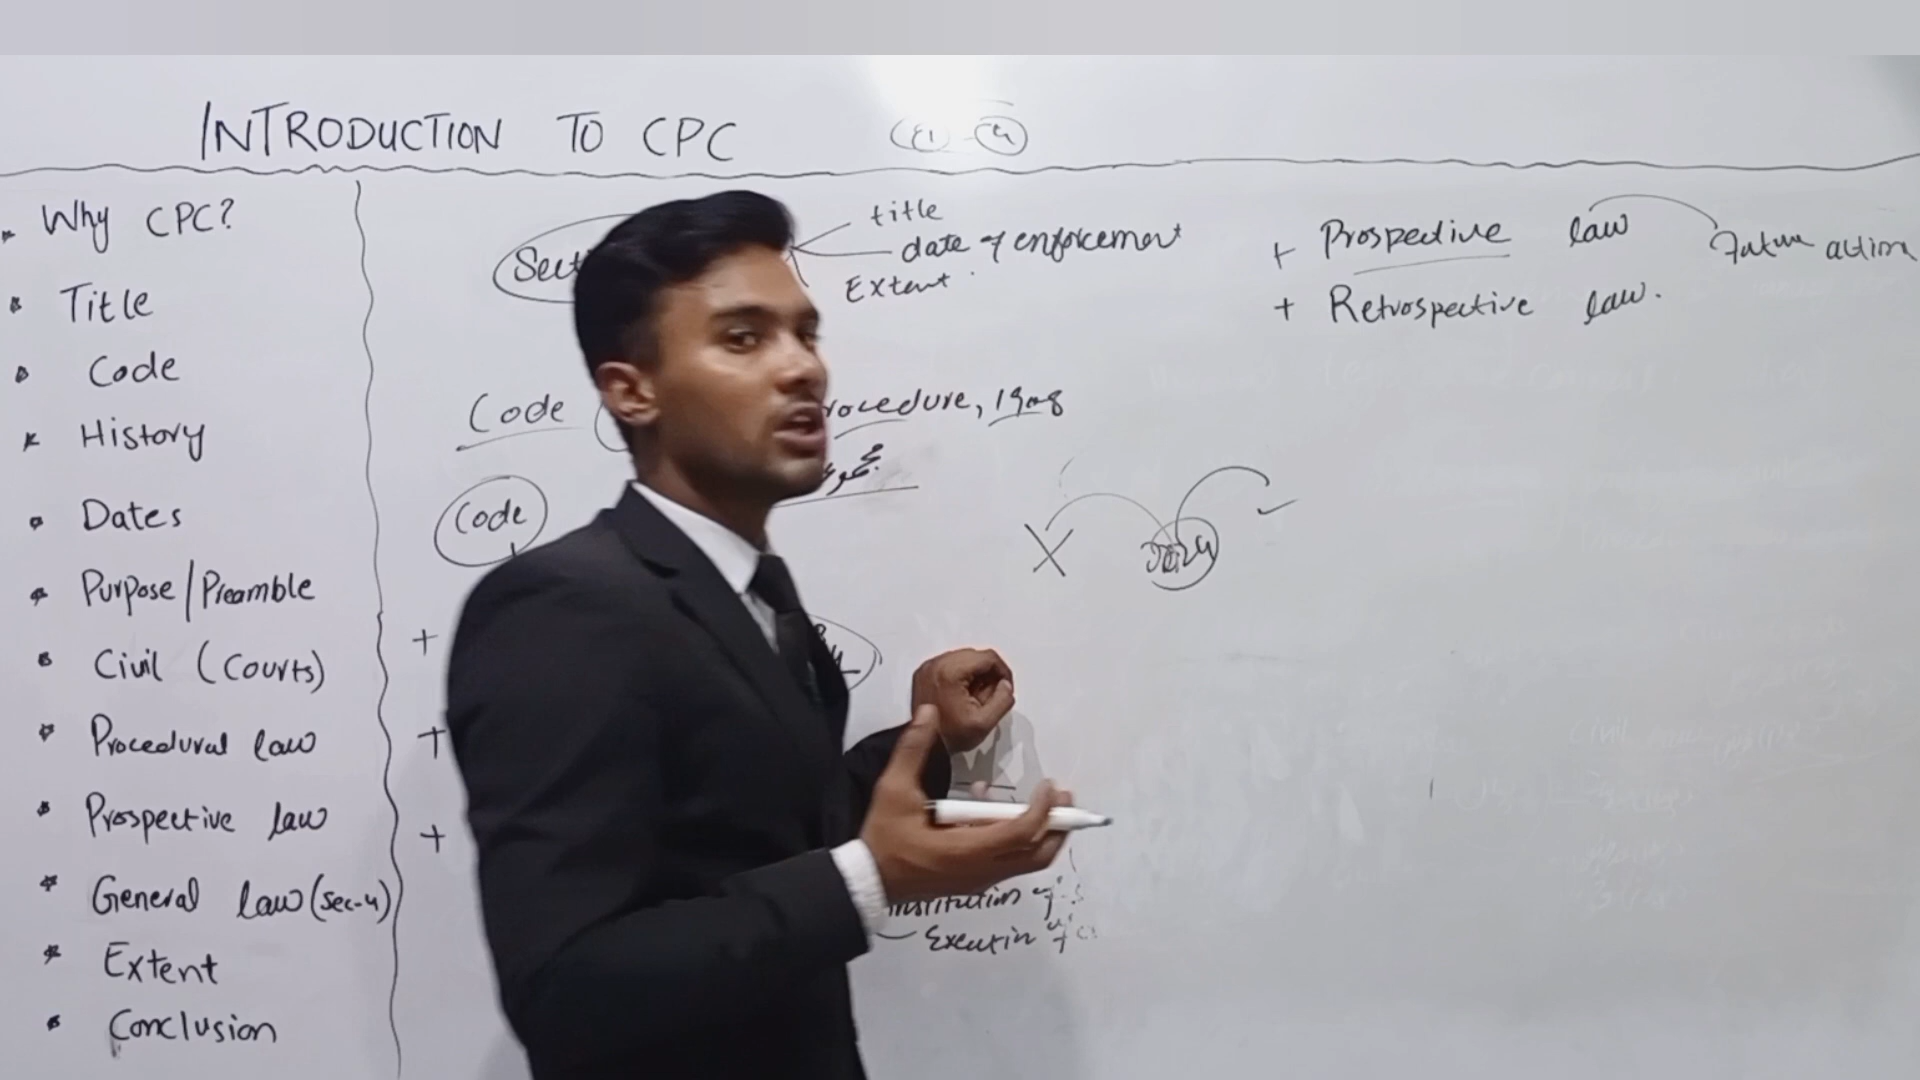 INTRODUCTION TO CPC
Why CPC?
Title
Code
History
Dates
Purpose/Preamble
Civil (Courts)
Procedural law
Prospective law
General law (sec-4)
Extent
Conclusion
title
date of enforcement
Extent
Code rocedure, 1908
Code
institution of
Execution of
+ Prospective law Future action
+ Retrospective law.